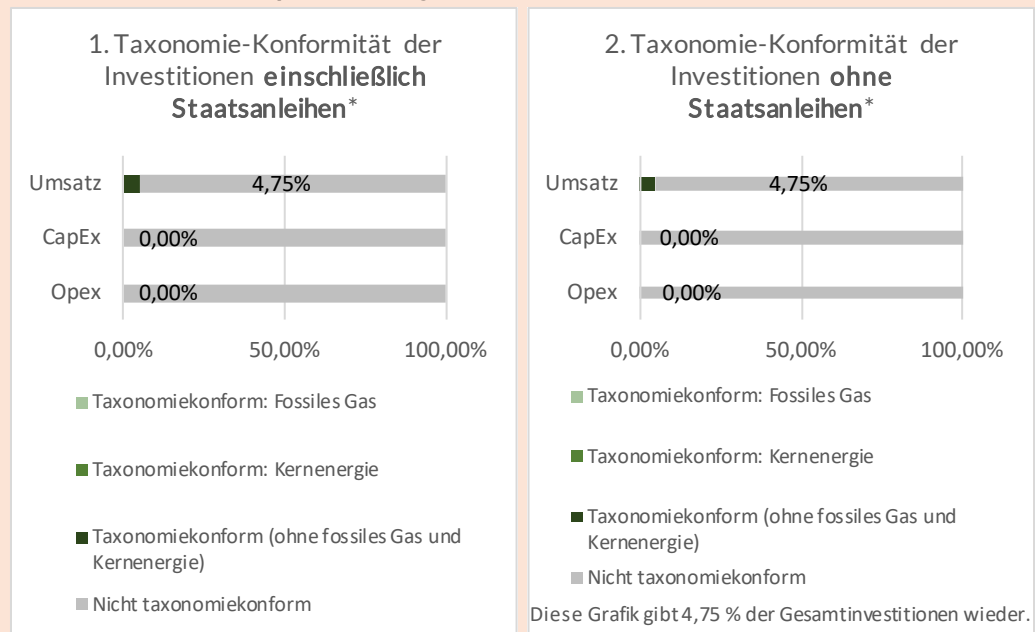 1. Taxonomie-Konformität der
Investitionen einschließlich
Staatsanleihen*
Umsatz
4,75%
CapEx
0,00%
Opex
0,00%
0,00%
50,00%
100,00%
Taxonomiekonform: Fossiles Gas
Taxonomiekonform: Kernenergie
Taxonomiekonform (ohne fossiles Gas und
Kernenergie)
Nicht taxonomiekonform
2. Taxonomie-Konformität der
Investitionen ohne
Staatsanleihen*
Umsatz
4,75%
CapEx
0,00%
Opex
0,00%
0,00%
50,00%
100,00%
Taxonomiekonform: Fossiles Gas
Taxonomiekonform: Kernenergie
Taxonomiekonform (ohne fossiles Gas und
Kernenergie)
Nicht taxonomiekonform
Diese Grafik gibt 4,75 % der Gesamtinvestitionen wieder.